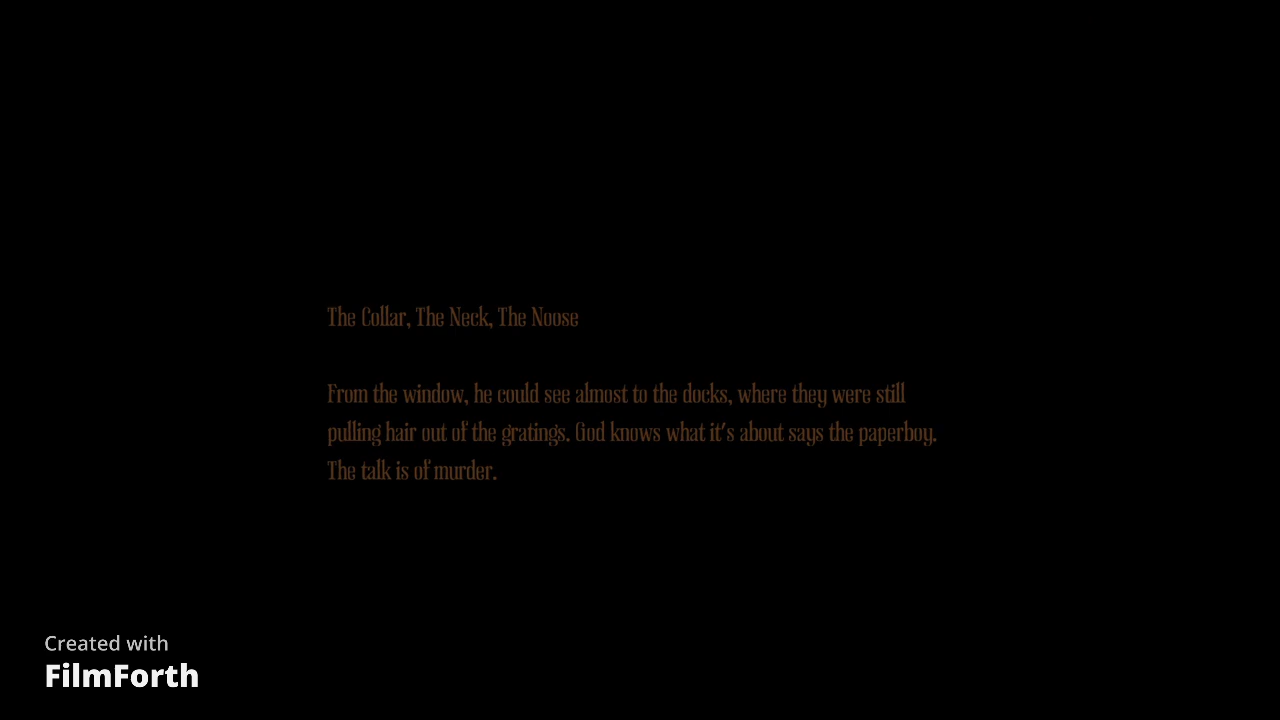 The Collar, The Neck, The Noose
From the window, he could see almost to the docks, where they were still
pulling hair out of the gratings. God knows what it's about says the paperboy.
The talk is of murder.
Created with
FilmForth